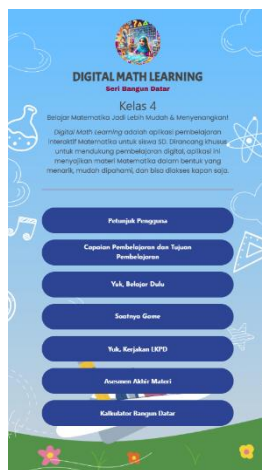 DIGITAL MATH LEARNING
Seri Bangun Datar
Kelas 4
Belajar Matematika Jadi Lebih Mudah & Menyenangkan!
Digital Math Learning adalah aplikasi pembelajaran
interaktif Matematika untuk siswa SD. Dirancang khusus
untuk mendukung pembelajaran digital, aplikasi ini
menyajikan materi Matematika dalam bentuk yang
menarik, mudah dipahami, dan bisa diakses kapan saja.
Petunjuk Pengguna
Capaian Pembelajaran dan Tujuan
Pembelajaran
Yuk, Belajar Dulu
Saatnya Game
Yuk, Kerjakan LKPD
Asesmen Akhir Materi
Kalkulator Bangun Datar